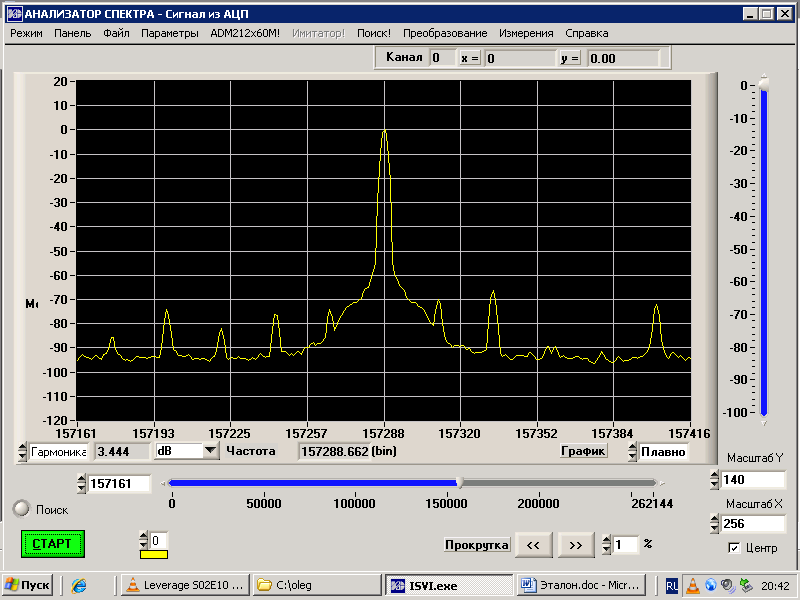 АНАЛИЗАТОР СПЕКТРА - Сигнал из АЦП
Режим Панель Файл Параметры ADM212x60M! Имитатор! Поиск! Преобразование Измерения Справка
Канал 0 x = 0 y = 0.00
20
10
0
-10
-20
-30
-40
-50
-60
-70
-80
-90
-100
-110
-120
157161 157193 157225 157257 157288 157320 157352 157384 157416
0
-10
-20
-30
-40
-50
-60
-70
-80
-90
-100
Гармоника 3.444 dB Частота 157288.662 (bin) График Плавно
157161
0 50000 100000 150000 200000 262144
Масштаб Y
140
Масштаб X
256
Центр
Поиск
СТАРТ
0
Прокрутка << >> 1 %
Пуск Leverage S02E10 ... C:\oleg ISVI.exe Эталон.doc - Micr... RU 20:42